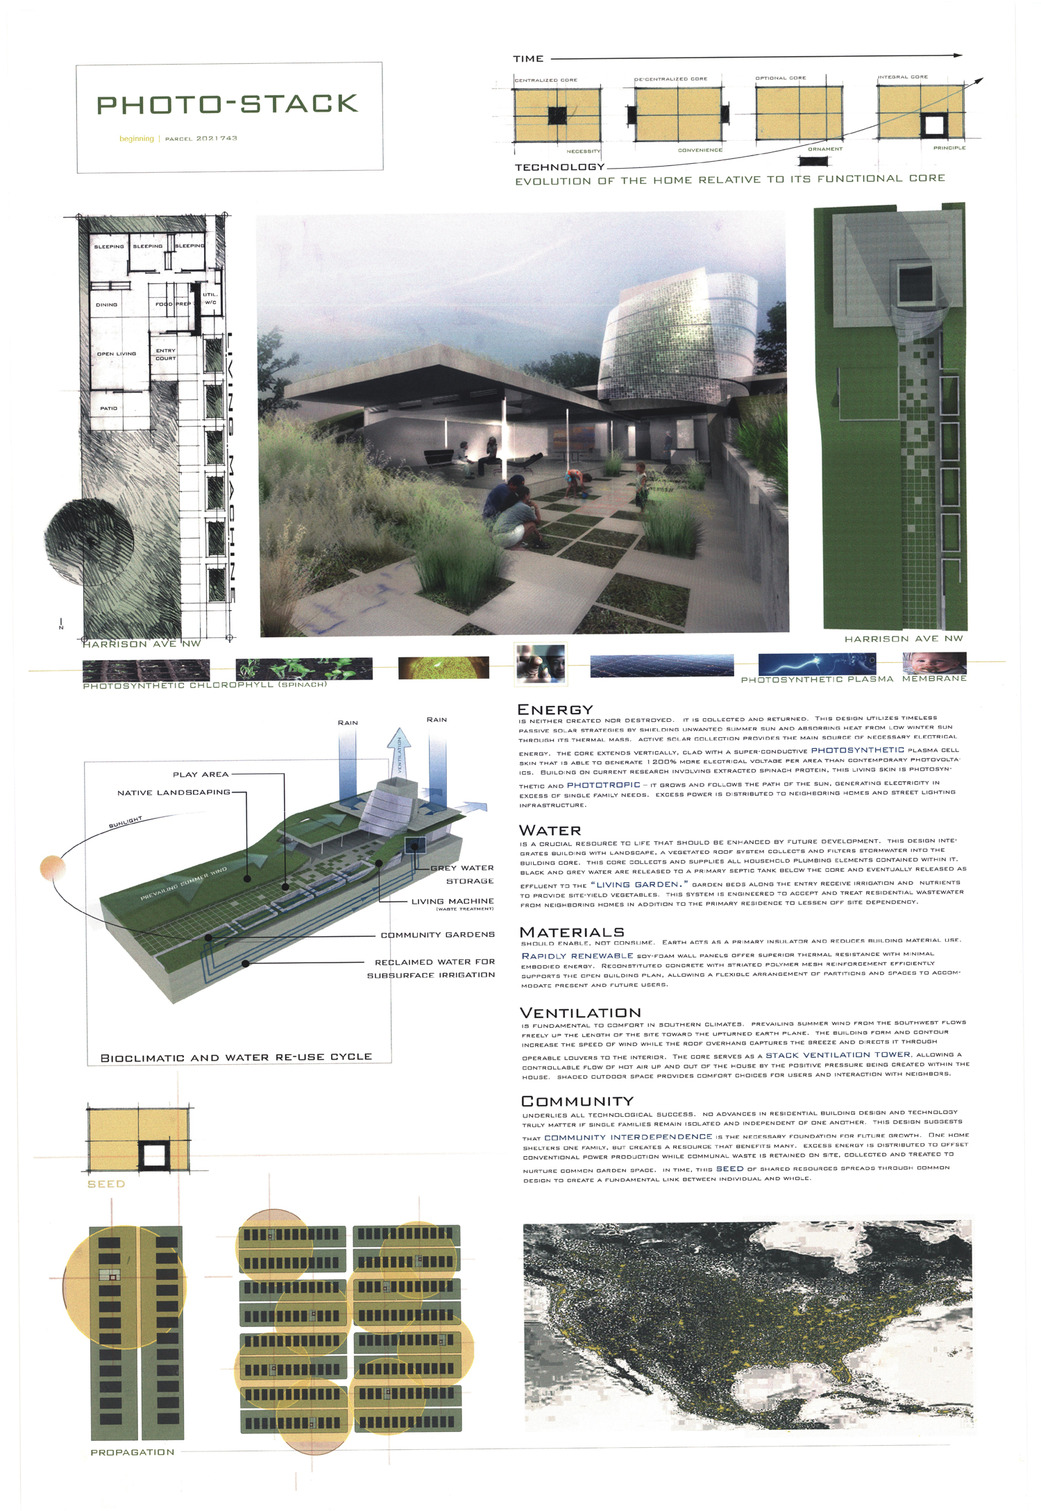 PHOTO-STACK
beginning | PARCEL 2021743
TIME
CENTRALIZED CORE
DE-CENTRALIZED CORE
OPTIONAL CORE
INTEGRAL CORE
NECESSITY
CONVENIENCE
ORNAMENT
PRINCIPLE
TECHNOLOGY
EVOLUTION OF THE HOME RELATIVE TO ITS FUNCTIONAL CORE
SLEEPING
SLEEPING
SLEEPING
DINING
FOOD PREP
UTIL.
W/C
OPEN LIVING
ENTRY
COURT
PATIO
LIVING MACHINE
N
HARRISON AVE NW
HARRISON AVE NW
PHOTOSYNTHETIC CHLOROPHYLL (SPINACH)
PHOTOSYNTHETIC PLASMA MEMBRANE
RAIN
RAIN
VENTILATION
PLAY AREA
NATIVE LANDSCAPING
SUNLIGHT
PREVAILING SUMMER WIND
GREY WATER
STORAGE
LIVING MACHINE
(WASTE TREATMENT)
COMMUNITY GARDENS
RECLAIMED WATER FOR
SUBSURFACE IRRIGATION
BIOCLIMATIC AND WATER RE-USE CYCLE
ENERGY
IS NEITHER CREATED NOR DESTROYED. IT IS COLLECTED AND RETURNED. THIS DESIGN UTILIZES TIMELESS
PASSIVE SOLAR STRATEGIES BY SHIELDING UNWANTED SUMMER SUN AND ABSORBING HEAT FROM LOW WINTER SUN
THROUGH ITS THERMAL MASS. ACTIVE SOLAR COLLECTION PROVIDES THE MAIN SOURCE OF NECESSARY ELECTRICAL
ENERGY. THE CORE EXTENDS VERTICALLY, CLAD WITH A SUPER-CONDUCTIVE PHOTOSYNTHETIC PLASMA CELL
SKIN THAT IS ABLE TO GENERATE 1200% MORE ELECTRICAL VOLTAGE PER AREA THAN CONTEMPORARY PHOTOVOLTA-
ICS. BUILDING ON CURRENT RESEARCH INVOLVING EXTRACTED SPINACH PROTEIN, THIS LIVING SKIN IS PHOTOSYN-
THETIC AND PHOTOTROPIC – IT GROWS AND FOLLOWS THE PATH OF THE SUN, GENERATING ELECTRICITY IN
EXCESS OF SINGLE FAMILY NEEDS. EXCESS POWER IS DISTRIBUTED TO NEIGHBORING HOMES AND STREET LIGHTING
INFRASTRUCTURE.
WATER
IS A CRUCIAL RESOURCE TO LIFE THAT SHOULD BE ENHANCED BY FUTURE DEVELOPMENT. THIS DESIGN INTE-
GRATES BUILDING WITH LANDSCAPE, A VEGETATED ROOF SYSTEM COLLECTS AND FILTERS STORMWATER INTO THE
BUILDING CORE. THIS CORE COLLECTS AND SUPPLIES ALL HOUSEHOLD PLUMBING ELEMENTS CONTAINED WITHIN IT.
BLACK AND GREY WATER ARE RELEASED TO A PRIMARY SEPTIC TANK BELOW THE CORE AND EVENTUALLY RELEASED AS
EFFLUENT TO THE "LIVING GARDEN." GARDEN BEDS ALONG THE ENTRY RECEIVE IRRIGATION AND NUTRIENTS
TO PROVIDE SITE-YIELD VEGETABLES. THIS SYSTEM IS ENGINEERED TO ACCEPT AND TREAT RESIDENTIAL WASTEWATER
FROM NEIGHBORING HOMES IN ADDITION TO THE PRIMARY RESIDENCE TO LESSEN OFF SITE DEPENDENCY.
MATERIALS
SHOULD ENABLE, NOT CONSUME. EARTH ACTS AS A PRIMARY INSULATOR AND REDUCES BUILDING MATERIAL USE.
RAPIDLY RENEWABLE SOY-FOAM WALL PANELS OFFER SUPERIOR THERMAL RESISTANCE WITH MINIMAL
EMBODIED ENERGY. RECONSTITUTED CONCRETE WITH STRIATED POLYMER MESH REINFORCEMENT EFFICIENTLY
SUPPORTS THE OPEN BUILDING PLAN, ALLOWING A FLEXIBLE ARRANGEMENT OF PARTITIONS AND SPACES TO ACCOM-
MODATE PRESENT AND FUTURE USERS.
VENTILATION
IS FUNDAMENTAL TO COMFORT IN SOUTHERN CLIMATES. PREVAILING SUMMER WIND FROM THE SOUTHWEST FLOWS
FREELY UP THE LENGTH OF THE SITE TOWARD THE UPTURNED EARTH PLANE. THE BUILDING FORM AND CONTOUR
INCREASE THE SPEED OF WIND WHILE THE ROOF OVERHANG CAPTURES THE BREEZE AND DIRECTS IT THROUGH
OPERABLE LOUVERS TO THE INTERIOR. THE CORE SERVES AS A STACK VENTILATION TOWER, ALLOWING A
CONTROLLABLE FLOW OF HOT AIR UP AND OUT OF THE HOUSE BY THE POSITIVE PRESSURE BEING CREATED WITHIN THE
HOUSE. SHADED OUTDOOR SPACE PROVIDES COMFORT CHOICES FOR USERS AND INTERACTION WITH NEIGHBORS.
COMMUNITY
UNDERLIES ALL TECHNOLOGICAL SUCCESS. NO ADVANCES IN RESIDENTIAL BUILDING DESIGN AND TECHNOLOGY
TRULY MATTER IF SINGLE FAMILIES REMAIN ISOLATED AND INDEPENDENT OF ONE ANOTHER. THIS DESIGN SUGGESTS
THAT COMMUNITY INTERDEPENDENCE IS THE NECESSARY FOUNDATION FOR FUTURE GROWTH. ONE HOME
SHELTERS ONE FAMILY, BUT CREATES A RESOURCE THAT BENEFITS MANY. EXCESS ENERGY IS DISTRIBUTED TO OFFSET
CONVENTIONAL POWER PRODUCTION WHILE COMMUNAL WASTE IS RETAINED ON SITE, COLLECTED AND TREATED TO
NURTURE COMMON GARDEN SPACE. IN TIME, THIS SEED OF SHARED RESOURCES SPREADS THROUGH COMMON
DESIGN TO CREATE A FUNDAMENTAL LINK BETWEEN INDIVIDUAL AND WHOLE.
SEED
PROPAGATION